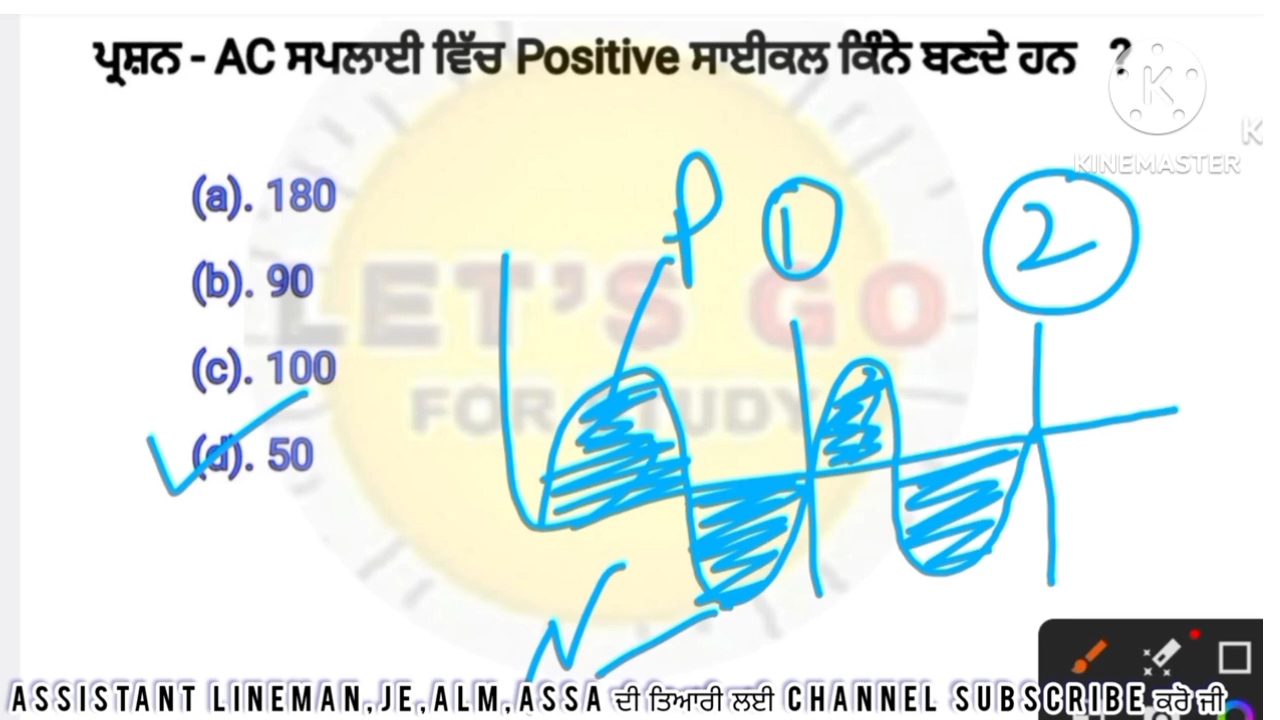 ਪ੍ਰਸ਼ਨ - AC ਸਪਲਾਈ ਵਿੱਚ Positive ਸਾਈਕਲ ਕਿੰਨੇ ਬਣਦੇ ਹਨ ?
K
K
KINEMASTER
(a). 180
(b). 90
(c). 100
(d). 50
P 1 2
LET'S GO
FOR STUDY
N
ASSISTANT LINEMAN, JE, ALM, ASSA ਦੀ ਤਿਆਰੀ ਲਈ CHANNEL SUBSCRIBE ਕਰੋ ਜੀ